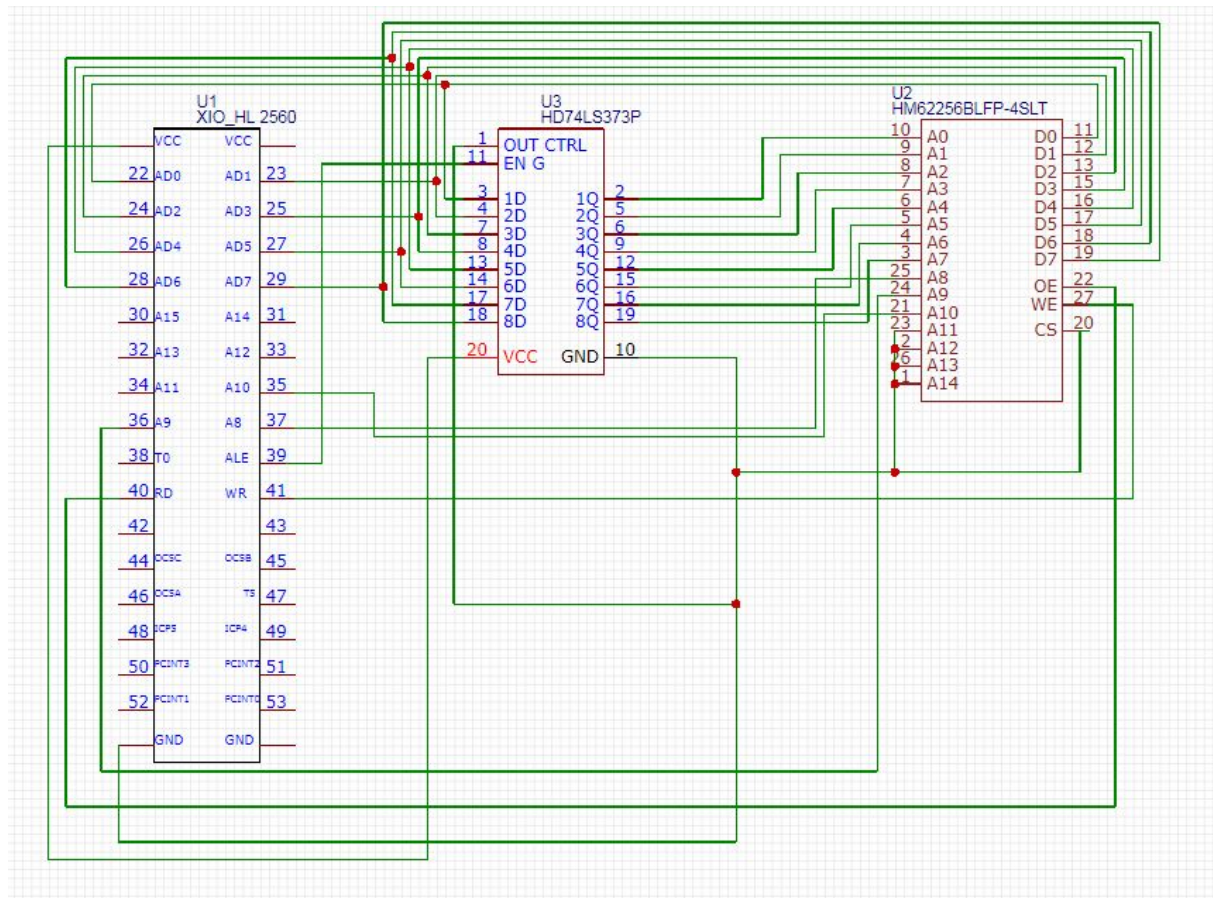 U1
XIO_HL 2560
VCC VCC
22 AD0 AD1 23
24 AD2 AD3 25
26 AD4 AD5 27
28 AD6 AD7 29
30 A15 A14 31
32 A13 A12 33
34 A11 A10 35
36 A9 A8 37
38 T0 ALE 39
40 RD WR 41
42 43
44 OCSC OCSB 45
46 OCSA T5 47
48 ICP5 ICP4 49
50 PCINT3 PCINT2 51
52 PCINT1 PCINT0 53
GND GND
U3
HD74LS373P
1 OUT CTRL
11 EN G
3 1D 1Q 2
4 2D 2Q 5
7 3D 3Q 6
8 4D 4Q 9
13 5D 5Q 12
14 6D 6Q 15
17 7D 7Q 16
18 8D 8Q 19
20 VCC GND 10
U2
HM62256BLFP-4SLT
10 A0 D0 11
9 A1 D1 12
8 A2 D2 13
7 A3 D3 15
6 A4 D4 16
5 A5 D5 17
4 A6 D6 18
3 A7 D7 19
25 A8 OE 22
24 A9 WE 27
21 A10
23 A11 CS 20
2 A12
A13
1 A14